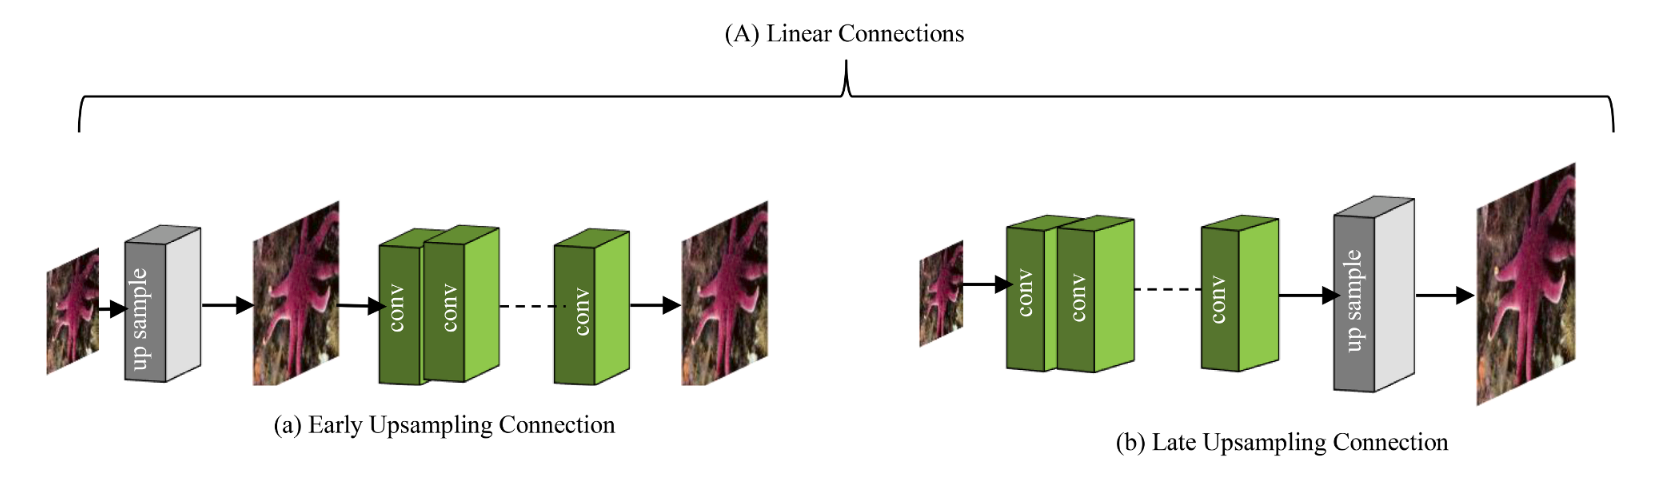 (A) Linear Connections
up sample
conv
conv
conv
(a) Early Upsampling Connection
conv
conv
conv
up sample
(b) Late Upsampling Connection